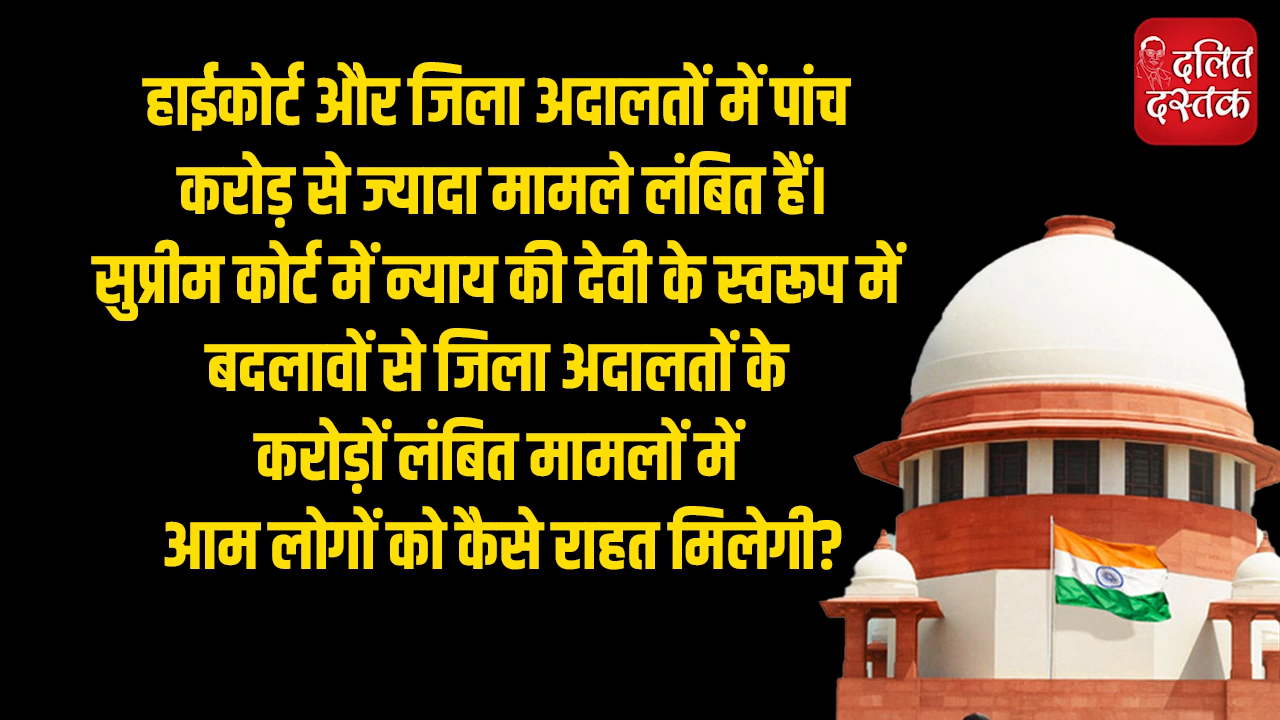 दलित
दस्तक
हाईकोर्ट और जिला अदालतों में पांच
करोड़ से ज्यादा मामले लंबित हैं।
सुप्रीम कोर्ट में न्याय की देवी के स्वरूप में
बदलावों से जिला अदालतों के
करोड़ों लंबित मामलों में
आम लोगों को कैसे राहत मिलेगी?